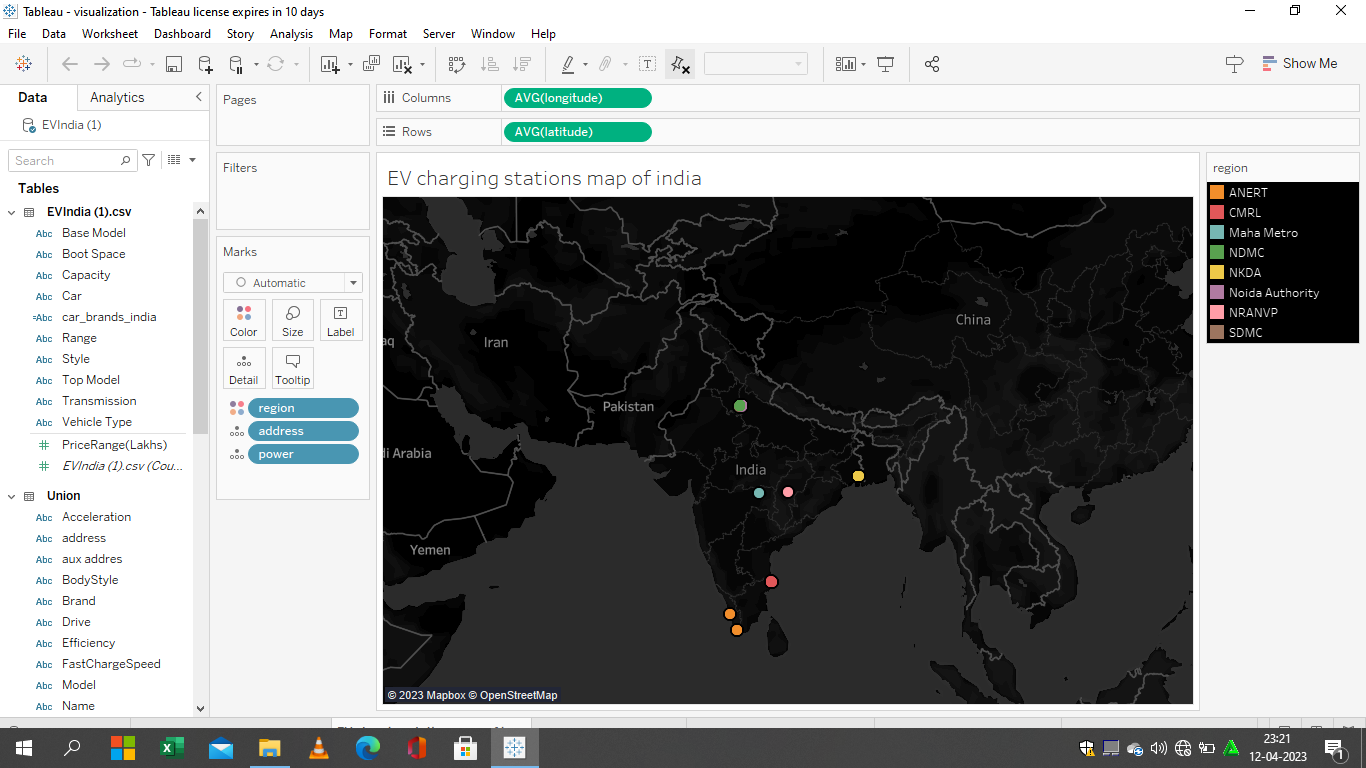 Tableau - visualization - Tableau license expires in 10 days
File Data Worksheet Dashboard Story Analysis Map Format Server Window Help
Show Me
Data Analytics
EVIndia (1)
Search
Tables
EVIndia (1).csv
Abc Base Model
Abc Boot Space
Abc Capacity
Abc Car
=Abc car_brands_india
Abc Range
Abc Style
Abc Top Model
Abc Transmission
Abc Vehicle Type
# PriceRange(Lakhs)
# EVIndia (1).csv (Cou...
Union
Abc Acceleration
Abc address
Abc aux addres
Abc BodyStyle
Abc Brand
Abc Drive
Abc Efficiency
Abc FastChargeSpeed
Abc Model
Abc Name
Pages
Filters
Marks
Automatic
Color Size Label
Detail Tooltip
region
address
power
Columns AVG(longitude)
Rows AVG(latitude)
EV charging stations map of india
China
Iran
aq
Pakistan
di Arabia
India
Yemen
© 2023 Mapbox © OpenStreetMap
region
ANERT
CMRL
Maha Metro
NDMC
NKDA
Noida Authority
NRANVP
SDMC
23:21
12-04-2023
1